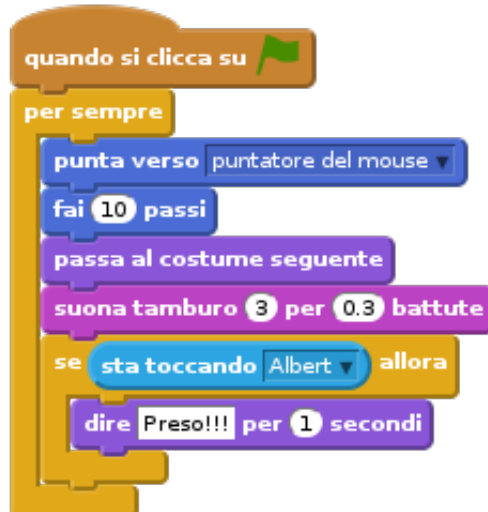 quando si clicca su
per sempre
punta verso puntatore del mouse
fai 10 passi
passa al costume seguente
suona tamburo 3 per 0.3 battute
se sta toccando Albert allora
dire Preso!!! per 1 secondi